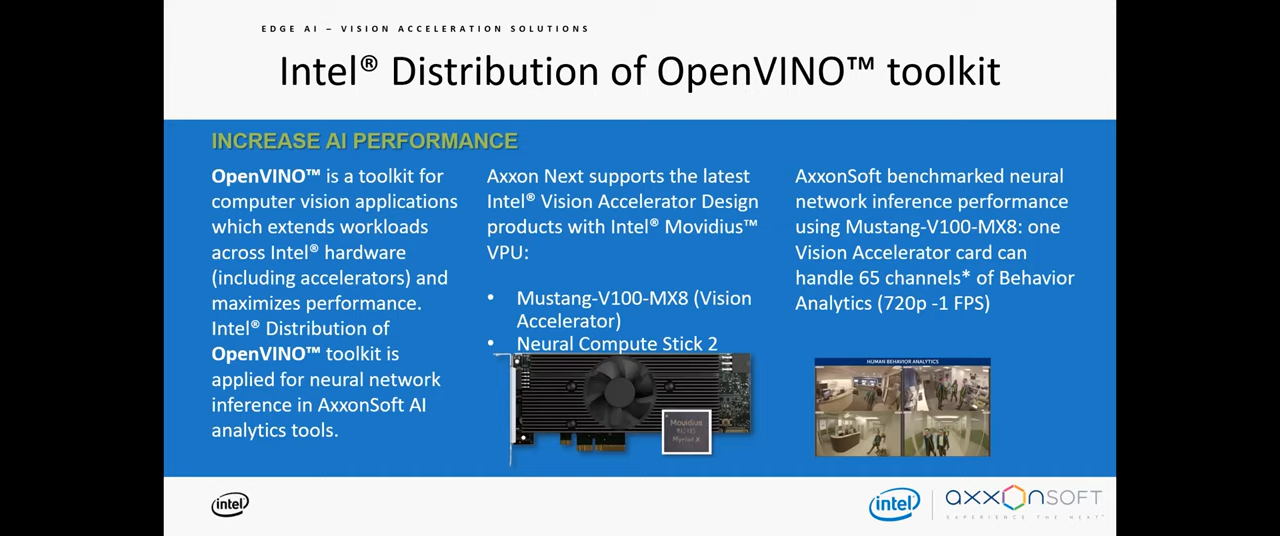 EDGE AI – VISION ACCELERATION SOLUTIONS
Intel® Distribution of OpenVINO™ toolkit
INCREASE AI PERFORMANCE
OpenVINO™ is a toolkit for
computer vision applications
which extends workloads
across Intel® hardware
(including accelerators) and
maximizes performance.
Intel® Distribution of
OpenVINO™ toolkit is
applied for neural network
inference in AxxonSoft AI
analytics tools.
Axxon Next supports the latest
Intel® Vision Accelerator Design
products with Intel® Movidius™
VPU:
• Mustang-V100-MX8 (Vision
Accelerator)
• Neural Compute Stick 2
Movidius
Myriad X
AxxonSoft benchmarked neural
network inference performance
using Mustang-V100-MX8: one
Vision Accelerator card can
handle 65 channels* of Behavior
Analytics (720p -1 FPS)
HUMAN BEHAVIOR ANALYTICS
intel
intel
axxonsoft
EXPERIENCE THE NEXT